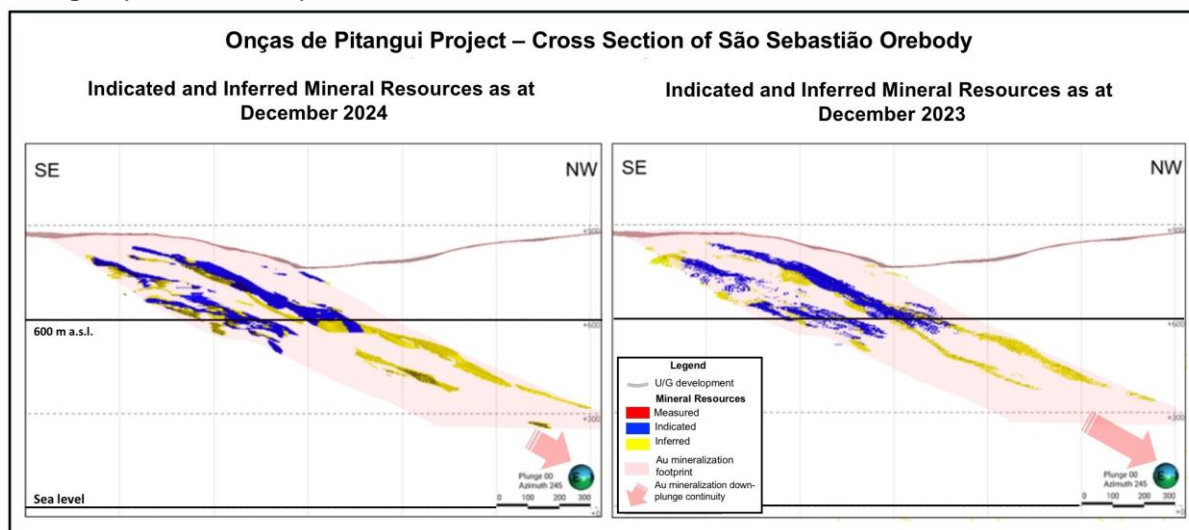 Onças de Pitangui Project – Cross Section of São Sebastião Orebody
Indicated and Inferred Mineral Resources as at
December 2024
SE
NW
+900
600 m a.s.l.
+600
+300
Plunge 00
Azimuth 245
0 100 200 300
Sea level
+0
Indicated and Inferred Mineral Resources as at
December 2023
SE
NW
+900
+600
+300
Legend
U/G development
Mineral Resources
Measured
Indicated
Inferred
Au mineralization
footprint
Au mineralization down-
plunge continuity
Plunge 00
Azimuth 245
0 100 200 300
+0